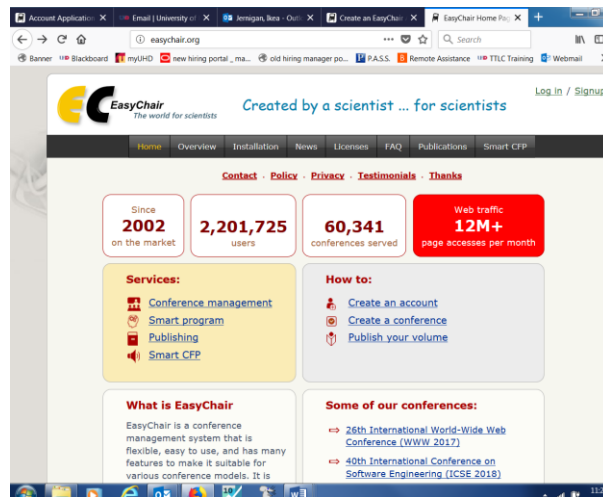 Account Application
Email | University of
Jernigan, Ikea - Outl
Create an EasyChair
EasyChair Home Pag
easychair.org
Search
Banner
Blackboard
myUHD
new hiring portal _ ma...
old hiring manager po...
P.A.S.S.
Remote Assistance
TTLC Training
Webmail
EasyChair
The world for scientists
Created by a scientist ... for scientists
Log in / Signup
Home
Overview
Installation
News
Licenses
FAQ
Publications
Smart CFP
Contact · Policy · Privacy · Testimonials · Thanks
Since
2002
on the market
2,201,725
users
60,341
conferences served
Web traffic
12M+
page accesses per month
Services:
Conference management
Smart program
Publishing
Smart CFP
How to:
Create an account
Create a conference
Publish your volume
What is EasyChair
EasyChair is a conference
management system that is
flexible, easy to use, and has many
features to make it suitable for
various conference models. It is
Some of our conferences:
26th International World-Wide Web
Conference (WWW 2017)
40th International Conference on
Software Engineering (ICSE 2018)